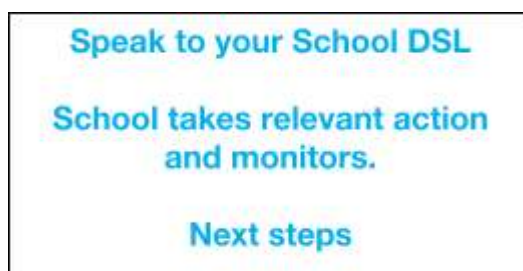 Speak to your School DSL
School takes relevant action
and monitors.
Next steps